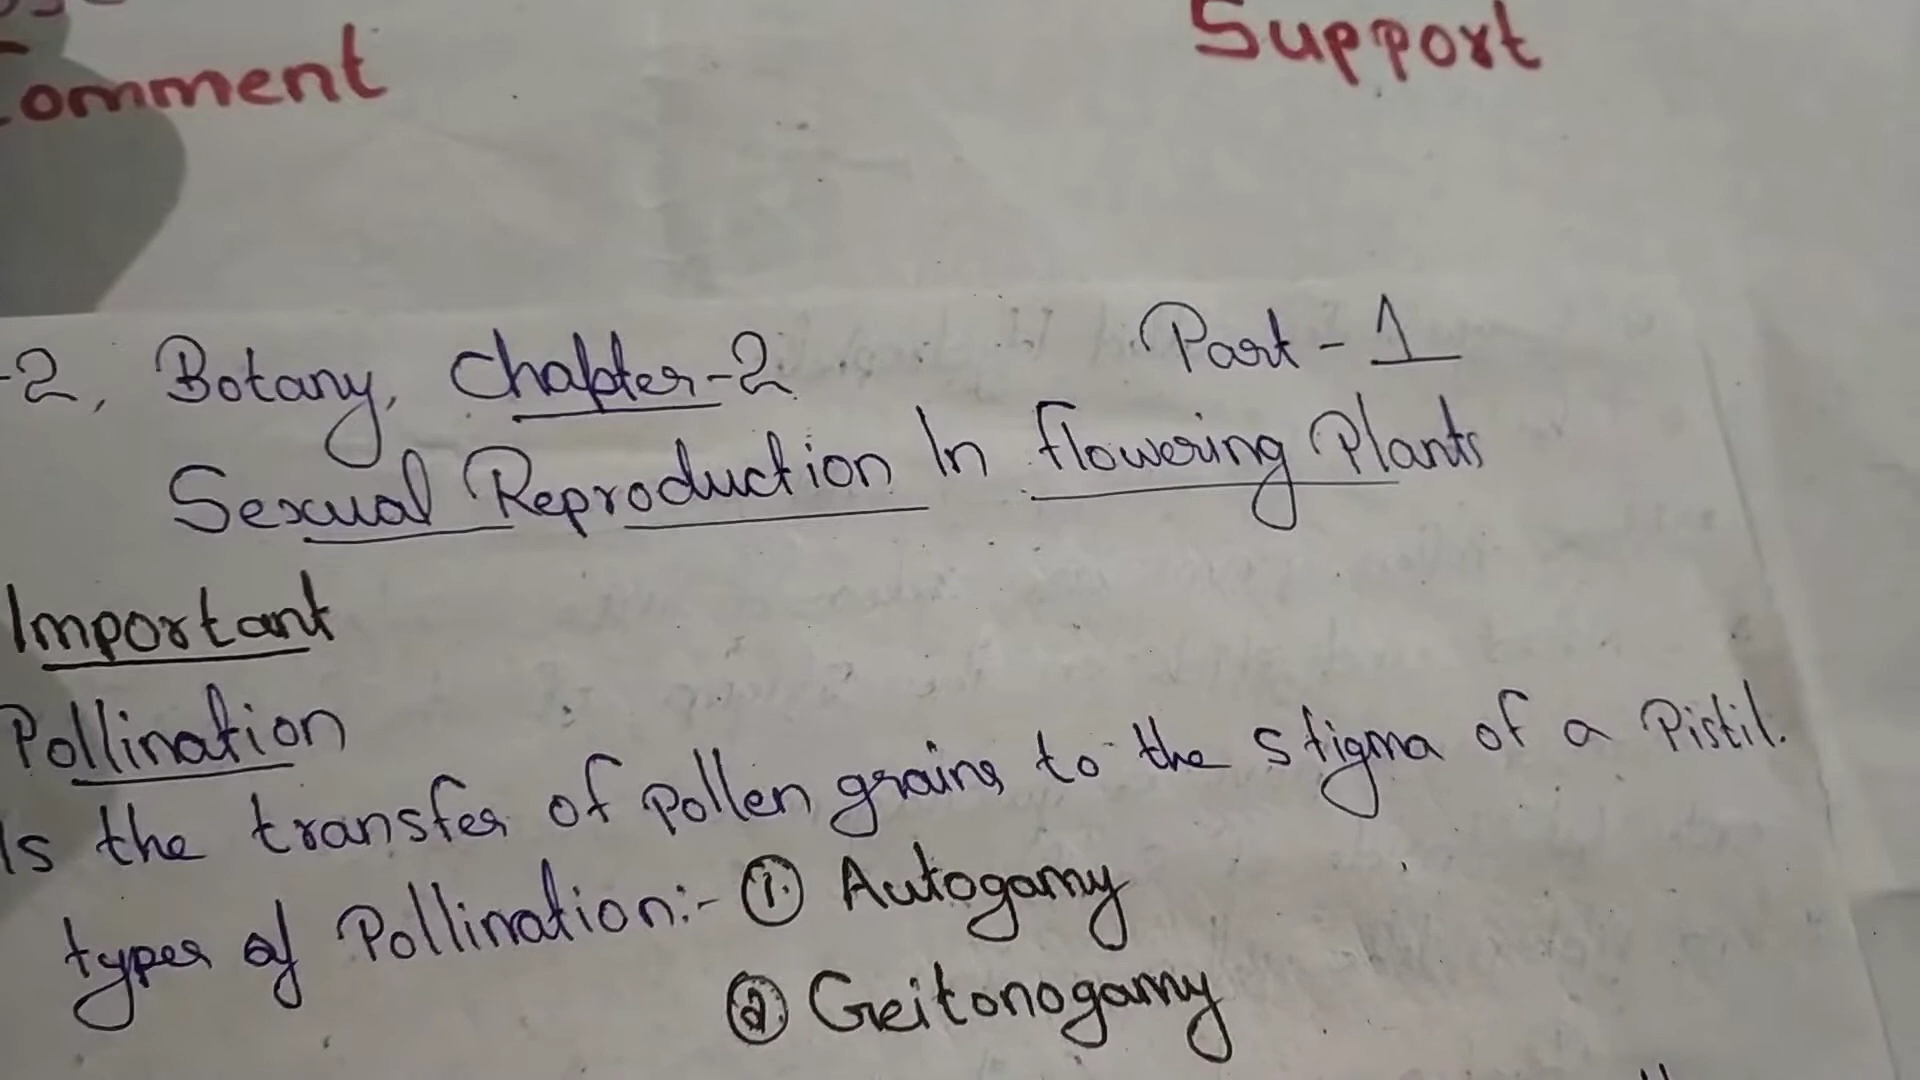 Comment Support
-2, Botany, Chapter-2 Part-1
Sexual Reproduction In flowering Plants
Important
Pollination
Is the transfer of pollen grains to the stigma of a Pistil.
types of Pollination:- ① Autogamy
② Geitonogamy